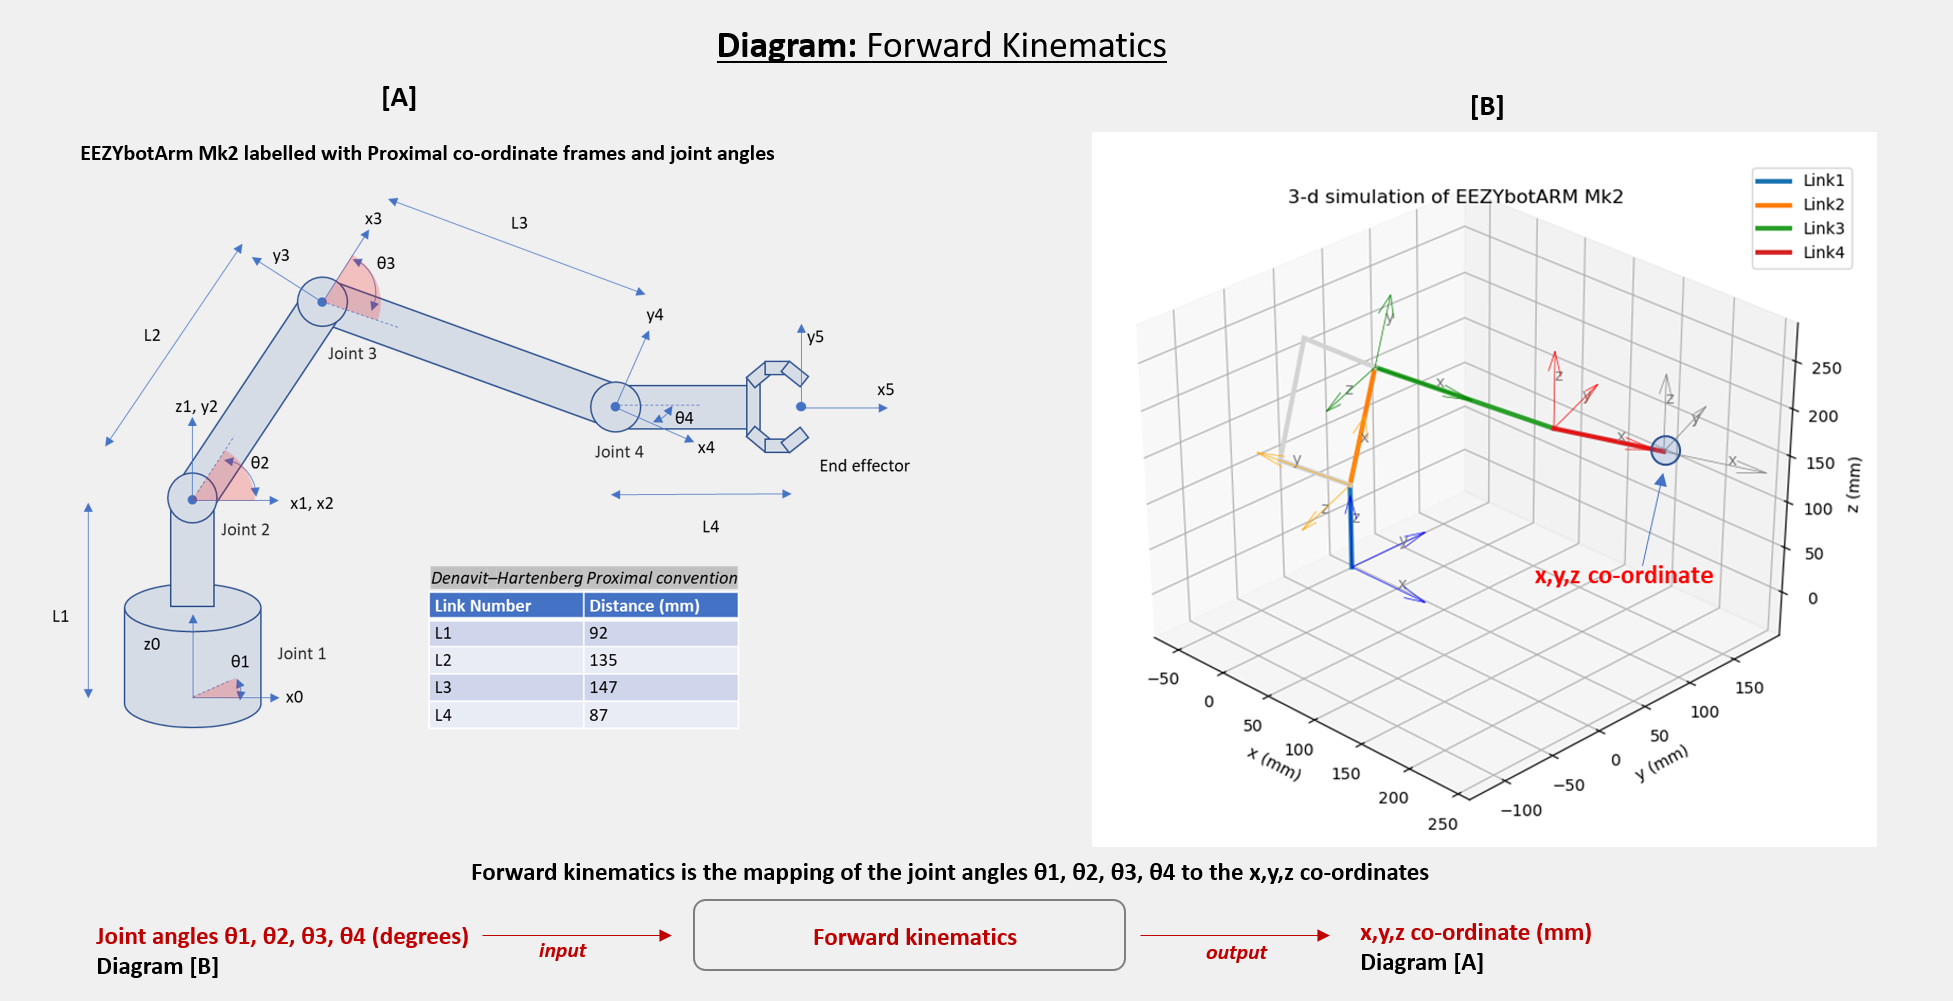 Diagram: Forward Kinematics
[A]
[B]
EEZYbotArm Mk2 labelled with Proximal co-ordinate frames and joint angles
x3
L3
y3
θ3
L2
y4
Joint 3
y5
x5
z1, y2
θ4
x4
Joint 4
θ2
End effector
x1, x2
Joint 2
L4
L1
z0
Joint 1
θ1
x0
Denavit–Hartenberg Proximal convention
Link Number Distance (mm)
L1 92
L2 135
L3 147
L4 87
3-d simulation of EEZYbotARM Mk2
Link1
Link2
Link3
Link4
y
z
x
z
y
x
z
y
x
x
y
z
z
y
x
x,y,z co-ordinate
250
200
150
100
50
0
z (mm)
−50
0
50
100
150
200
250
x (mm)
−100
−50
0
50
100
150
y (mm)
Forward kinematics is the mapping of the joint angles θ1, θ2, θ3, θ4 to the x,y,z co-ordinates
Joint angles θ1, θ2, θ3, θ4 (degrees)
Diagram [B]
input
Forward kinematics
output
x,y,z co-ordinate (mm)
Diagram [A]